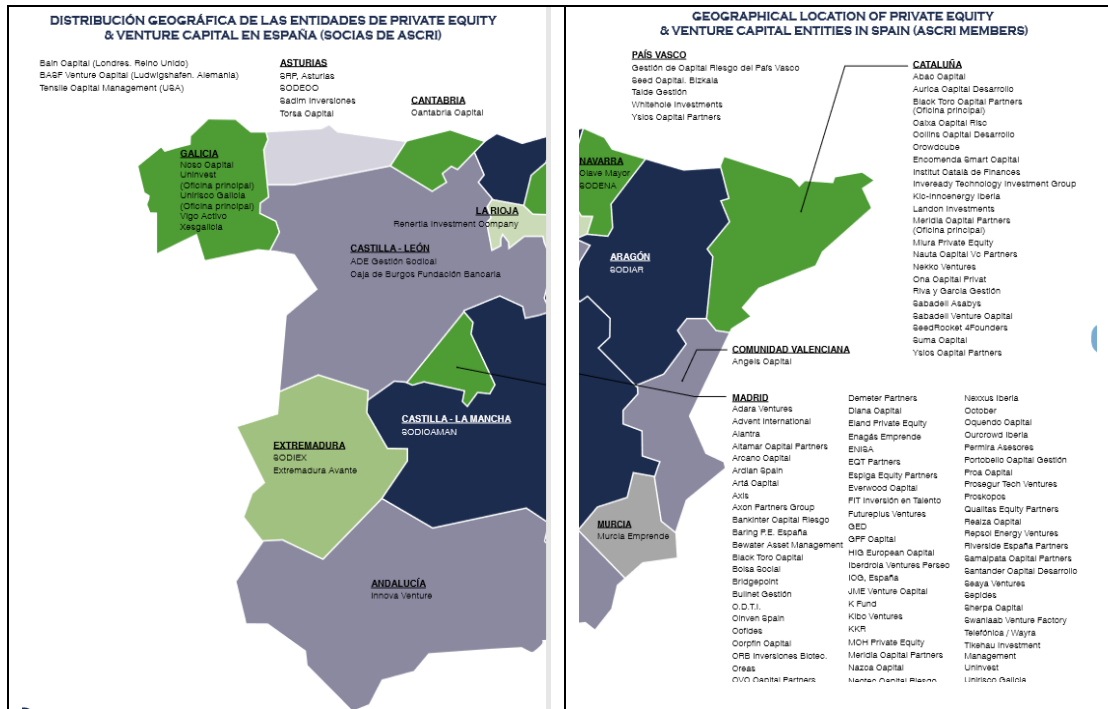 DISTRIBUCIÓN GEOGRÁFICA DE LAS ENTIDADES DE PRIVATE EQUITY
& VENTURE CAPITAL EN ESPAÑA (SOCIAS DE ASCRI)
Bain Capital (Londres. Reino Unido)
BASF Venture Capital (Ludwigshafen. Alemania)
Tensile Capital Management (USA)
ASTURIAS
SRP, Asturias
SODECO
Sadim Inversiones
Torsa Capital
CANTABRIA
Cantabria Capital
GALICIA
Noso Capital
Uninvest
(Oficina principal)
Unirisco Galicia
(Oficina principal)
Vigo Activo
Xesgalicia
LA RIOJA
Renertia Investment Company
CASTILLA - LEÓN
ADE Gestión Sodical
Caja de Burgos Fundación Bancaria
CASTILLA - LA MANCHA
SODICAMAN
EXTREMADURA
SODIEX
Extremadura Avante
ANDALUCÍA
Innova Venture
GEOGRAPHICAL LOCATION OF PRIVATE EQUITY
& VENTURE CAPITAL ENTITIES IN SPAIN (ASCRI MEMBERS)
PAÍS VASCO
Gestión de Capital Riesgo del País Vasco
Seed Capital. Bizkaia
Talde Gestión
Whitehole Investments
Ysios Capital Partners
NAVARRA
Clave Mayor
SODENA
ARAGÓN
SODIAR
CATALUÑA
Abac Capital
Aurica Capital Desarrollo
Black Toro Capital Partners
(Oficina principal)
Caixa Capital Risc
Collins Capital Desarrollo
Crowdcube
Encomenda Smart Capital
Institut Català de Finances
Inveready Technology Investment Group
Kic-Innoenergy Iberia
Landon Investments
Meridia Capital Partners
(Oficina principal)
Miura Private Equity
Nauta Capital Vc Partners
Nekko Ventures
Ona Capital Privat
Riva y Garcia Gestión
Sabadell Asabys
Sabadell Venture Capital
SeedRocket 4Founders
Suma Capital
Ysios Capital Partners
COMUNIDAD VALENCIANA
Angels Capital
MURCIA
Murcia Emprende
MADRID
Adara Ventures
Advent International
Alantra
Altamar Capital Partners
Arcano Capital
Ardian Spain
Artá Capital
Axis
Axon Partners Group
Bankinter Capital Riesgo
Baring P.E. España
Bewater Asset Management
Black Toro Capital
Bolsa Social
Bridgepoint
Bullnet Gestión
C.D.T.I.
Cinven Spain
Cofides
Corpfin Capital
CRB Inversiones Biotec.
Creas
CVC Capital Partners
Demeter Partners
Diana Capital
Eland Private Equity
Enagás Emprende
ENISA
EQT Partners
Espiga Equity Partners
Everwood Capital
FIT Inversión en Talento
Futureplus Ventures
GED
GPF Capital
HIG European Capital
Iberdrola Ventures Perseo
ICG, España
JME Venture Capital
K Fund
Kibo Ventures
KKR
MCH Private Equity
Meridia Capital Partners
Nazca Capital
Neotec Capital Riesgo
Nexxus Iberia
October
Oquendo Capital
Ourcrowd Iberia
Permira Asesores
Portobello Capital Gestión
Proa Capital
Prosegur Tech Ventures
Proskopos
Qualitas Equity Partners
Realza Capital
Repsol Energy Ventures
Riverside España Partners
Samaipata Capital Partners
Santander Capital Desarrollo
Seaya Ventures
Sepides
Sherpa Capital
Swanlaab Venture Factory
Telefónica / Wayra
Tikehau Investment
Management
Uninvest
Unirisco Galicia